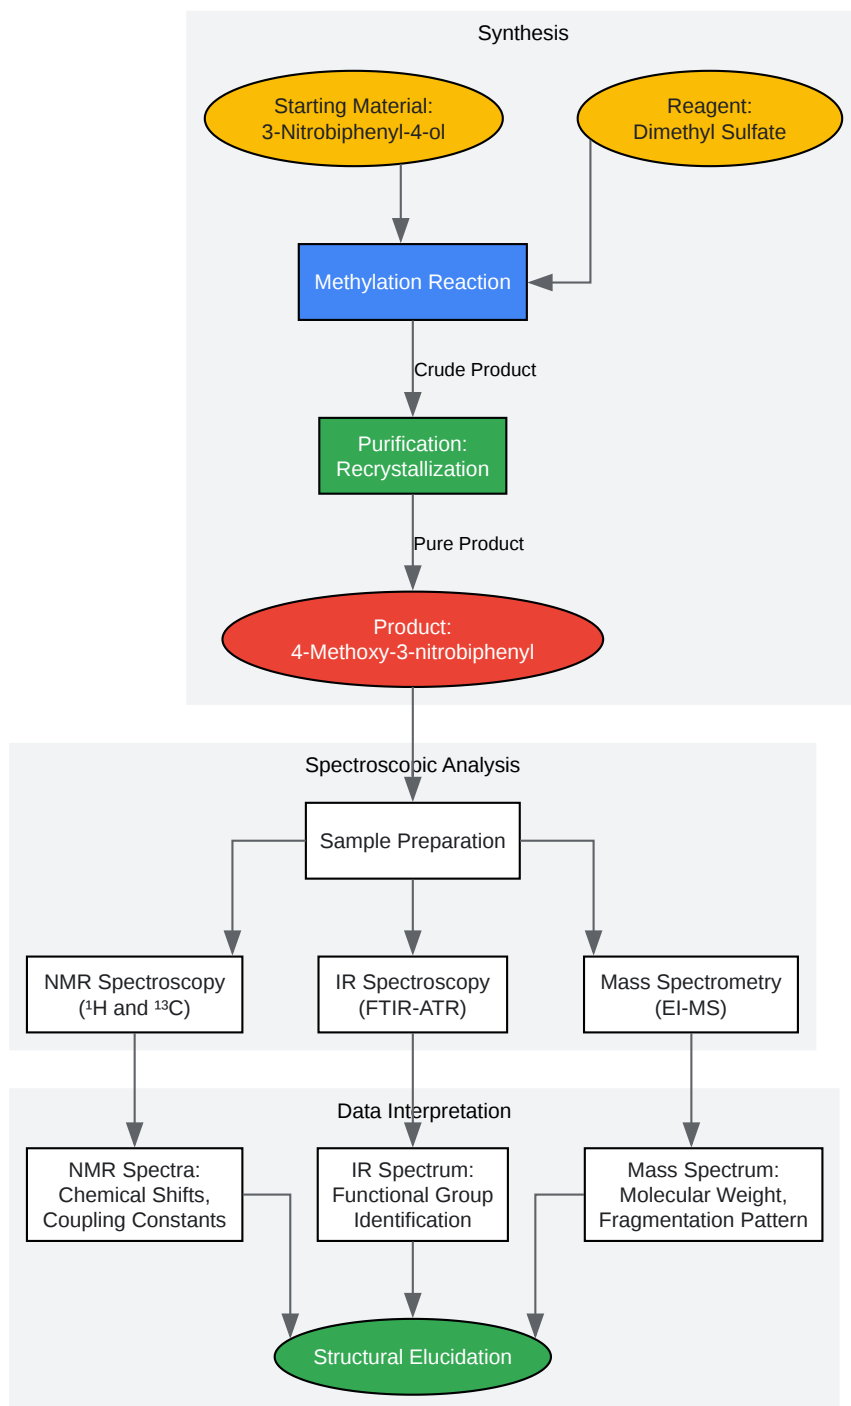 Synthesis
Starting Material:
3-Nitrobiphenyl-4-ol
Reagent:
Dimethyl Sulfate
Methylation Reaction
Crude Product
Purification:
Recrystallization
Pure Product
Product:
4-Methoxy-3-nitrobiphenyl
Spectroscopic Analysis
Sample Preparation
NMR Spectroscopy
(¹H and ¹³C)
IR Spectroscopy
(FTIR-ATR)
Mass Spectrometry
(EI-MS)
Data Interpretation
NMR Spectra:
Chemical Shifts,
Coupling Constants
IR Spectrum:
Functional Group
Identification
Mass Spectrum:
Molecular Weight,
Fragmentation Pattern
Structural Elucidation